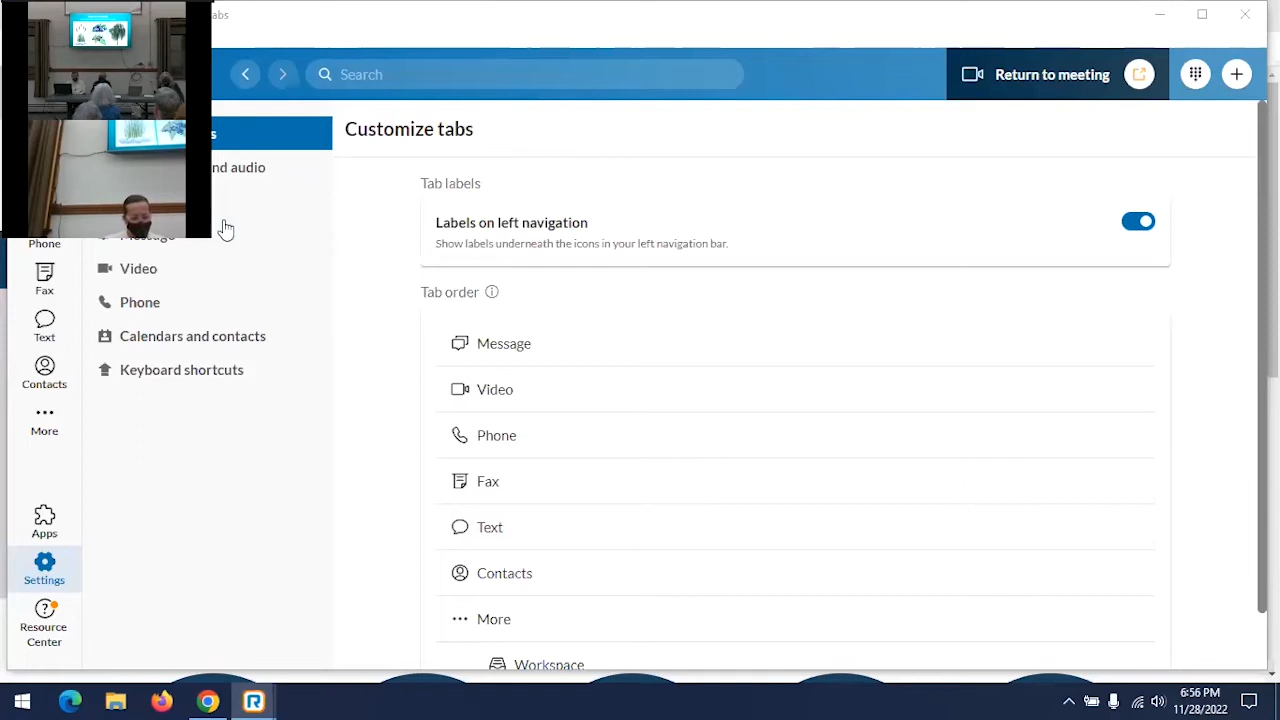 abs
Search
Return to meeting
s
nd audio
Message
Video
Phone
Calendars and contacts
Keyboard shortcuts
Phone
Fax
Text
Contacts
More
Apps
Settings
Resource
Center
Customize tabs
Tab labels
Labels on left navigation
Show labels underneath the icons in your left navigation bar.
Tab order
Message
Video
Phone
Fax
Text
Contacts
More
Workspace
6:56 PM
11/28/2022